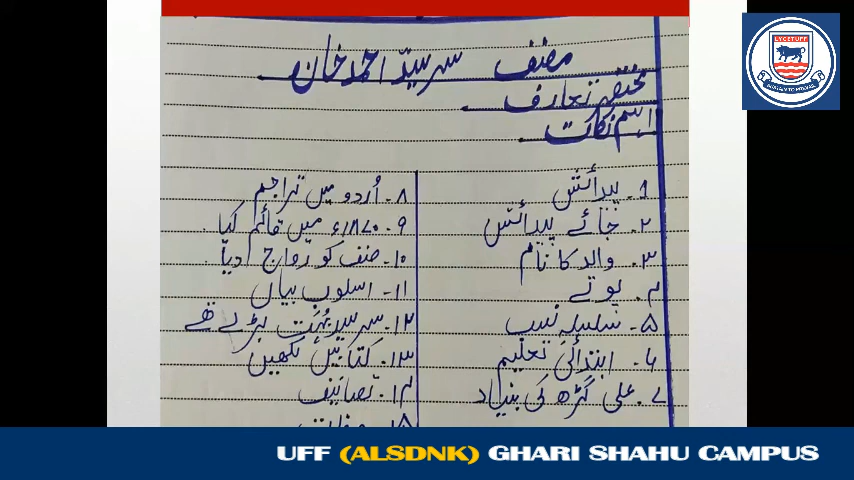 LYCETUFF
مصنف سرسیّد احمد خان
مختصر تعارف
اہم نکات
۱۔ پیدائش
۲۔ جائے پیدائش
۳۔ والد کا نام
۴۔ پوتے
۵۔ سلسلہ نسب
۶۔ ابتدائی تعلیم
۷۔ علی گڑھ کی بنیاد
۸۔ اُردو میں تراجم
۹۔ ۱۸۷۰ء میں قائم کیا
۱۰۔ صنف کو رواج دیا
۱۱۔ اسلوب بیاں
۱۲۔ سرسید بہت بڑے تھے
۱۳۔ کتابیں لکھیں
۱۴۔ تصانیف
۱۵۔
UFF (ALSDNK) GHARI SHAHU CAMPUS